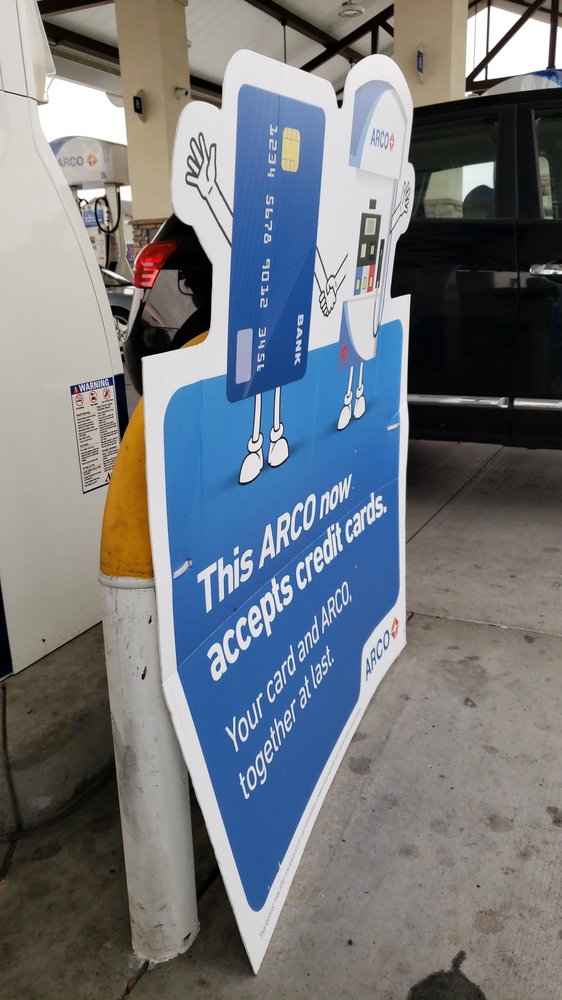 ARCO
ARCO
1234 5678 9012 3456
BANK
WARNING
This ARCO now
accepts credit cards.
Your card and ARCO,
together at last.
ARCO